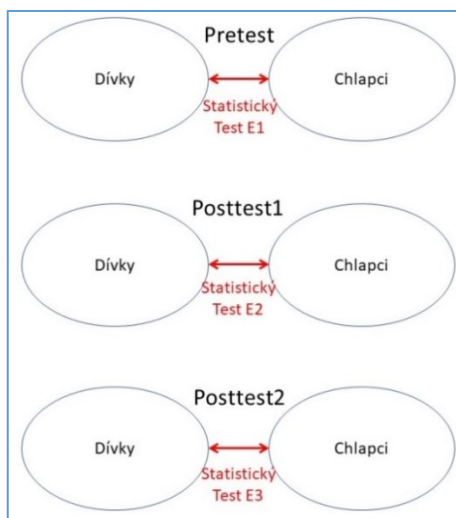 Pretest
Dívky
Chlapci
Statistický
Test E1
Posttest1
Dívky
Chlapci
Statistický
Test E2
Posttest2
Dívky
Chlapci
Statistický
Test E3